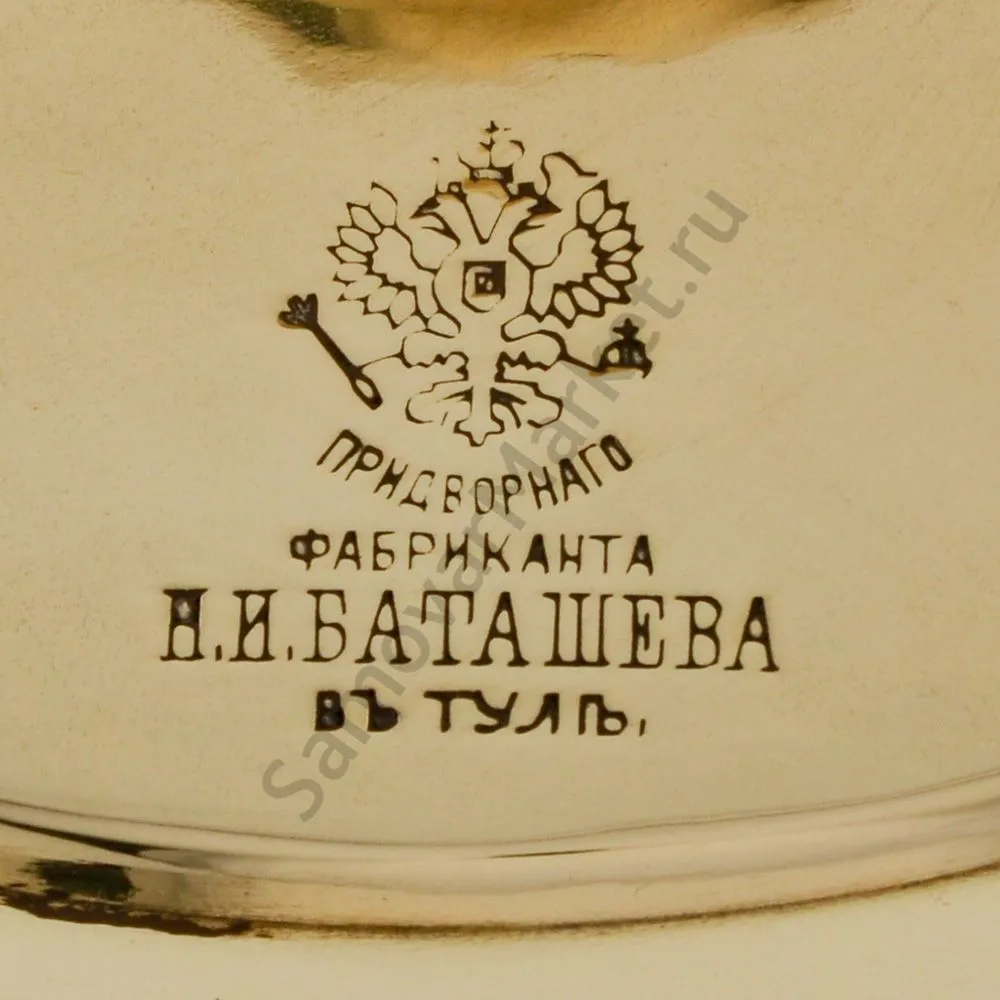 ПРИДВОРНАГО
ФАБРИКАНТА
Н.И.БАТАШЕВА
ВЪ ТУЛѢ,
SamovarMarket.ru